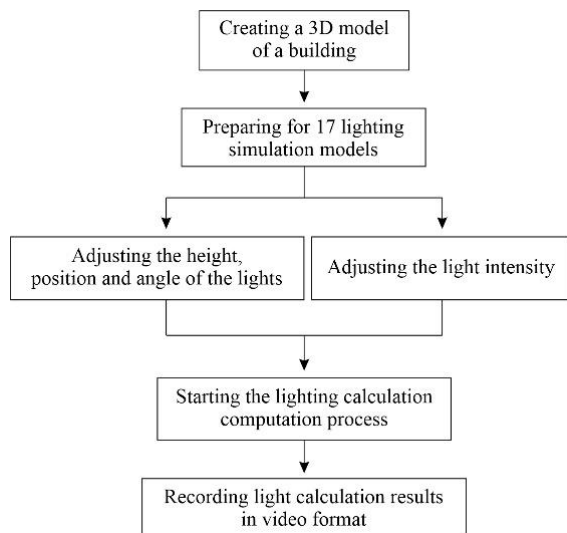 Creating a 3D model
of a building
Preparing for 17 lighting
simulation models
Adjusting the height,
position and angle of the lights
Adjusting the light intensity
Starting the lighting calculation
computation process
Recording light calculation results
in video format